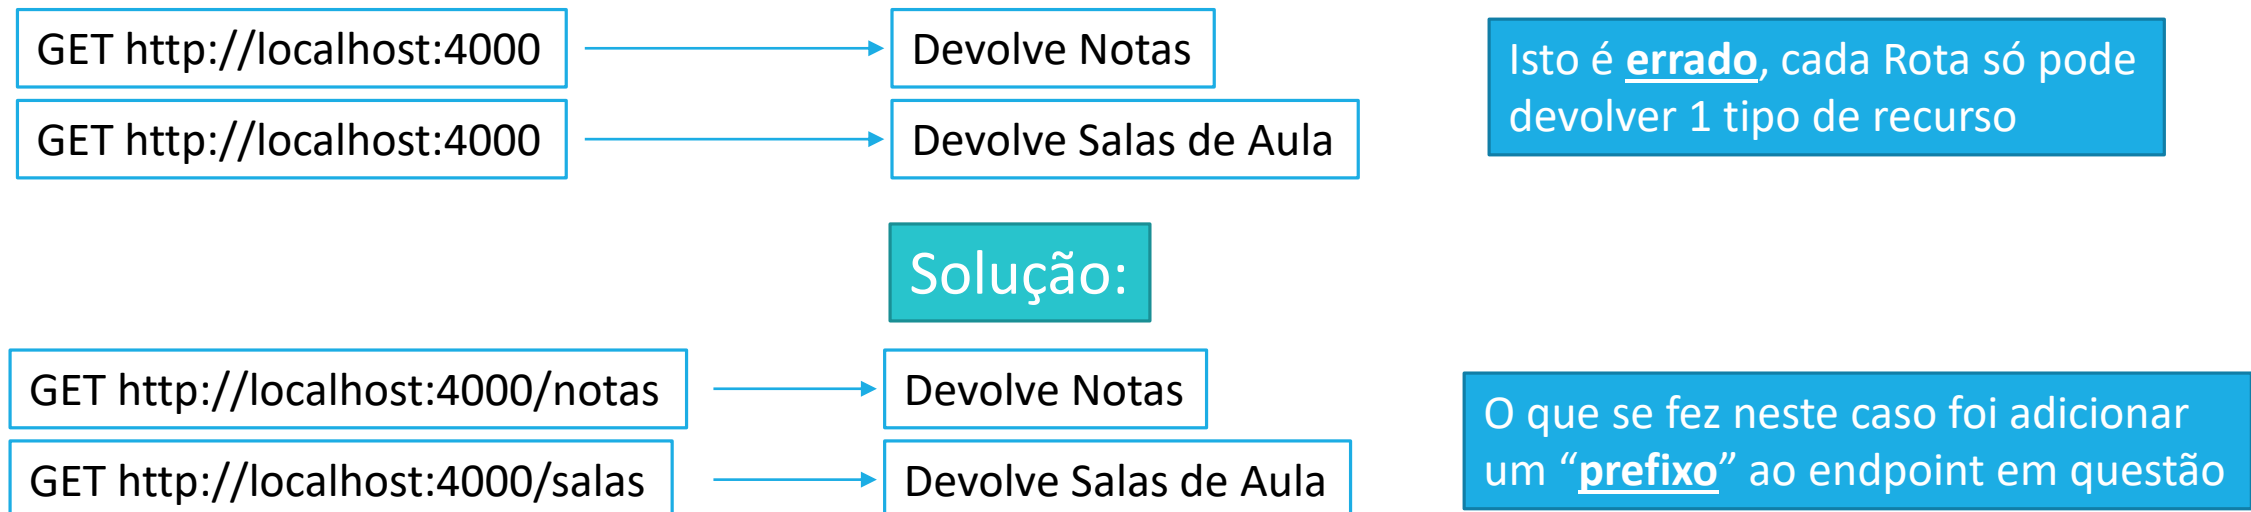 GET http://localhost:4000
Devolve Notas
GET http://localhost:4000
Devolve Salas de Aula
Isto é errado, cada Rota só pode
devolver 1 tipo de recurso
Solução:
GET http://localhost:4000/notas
Devolve Notas
GET http://localhost:4000/salas
Devolve Salas de Aula
O que se fez neste caso foi adicionar
um “prefixo” ao endpoint em questão